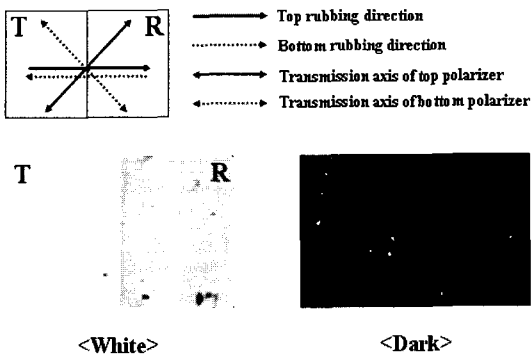 T R
Top rubbing direction
Bottom rubbing direction
Transmission axis of top polarizer
Transmission axis of bottom polarizer
T R
<White> <Dark>